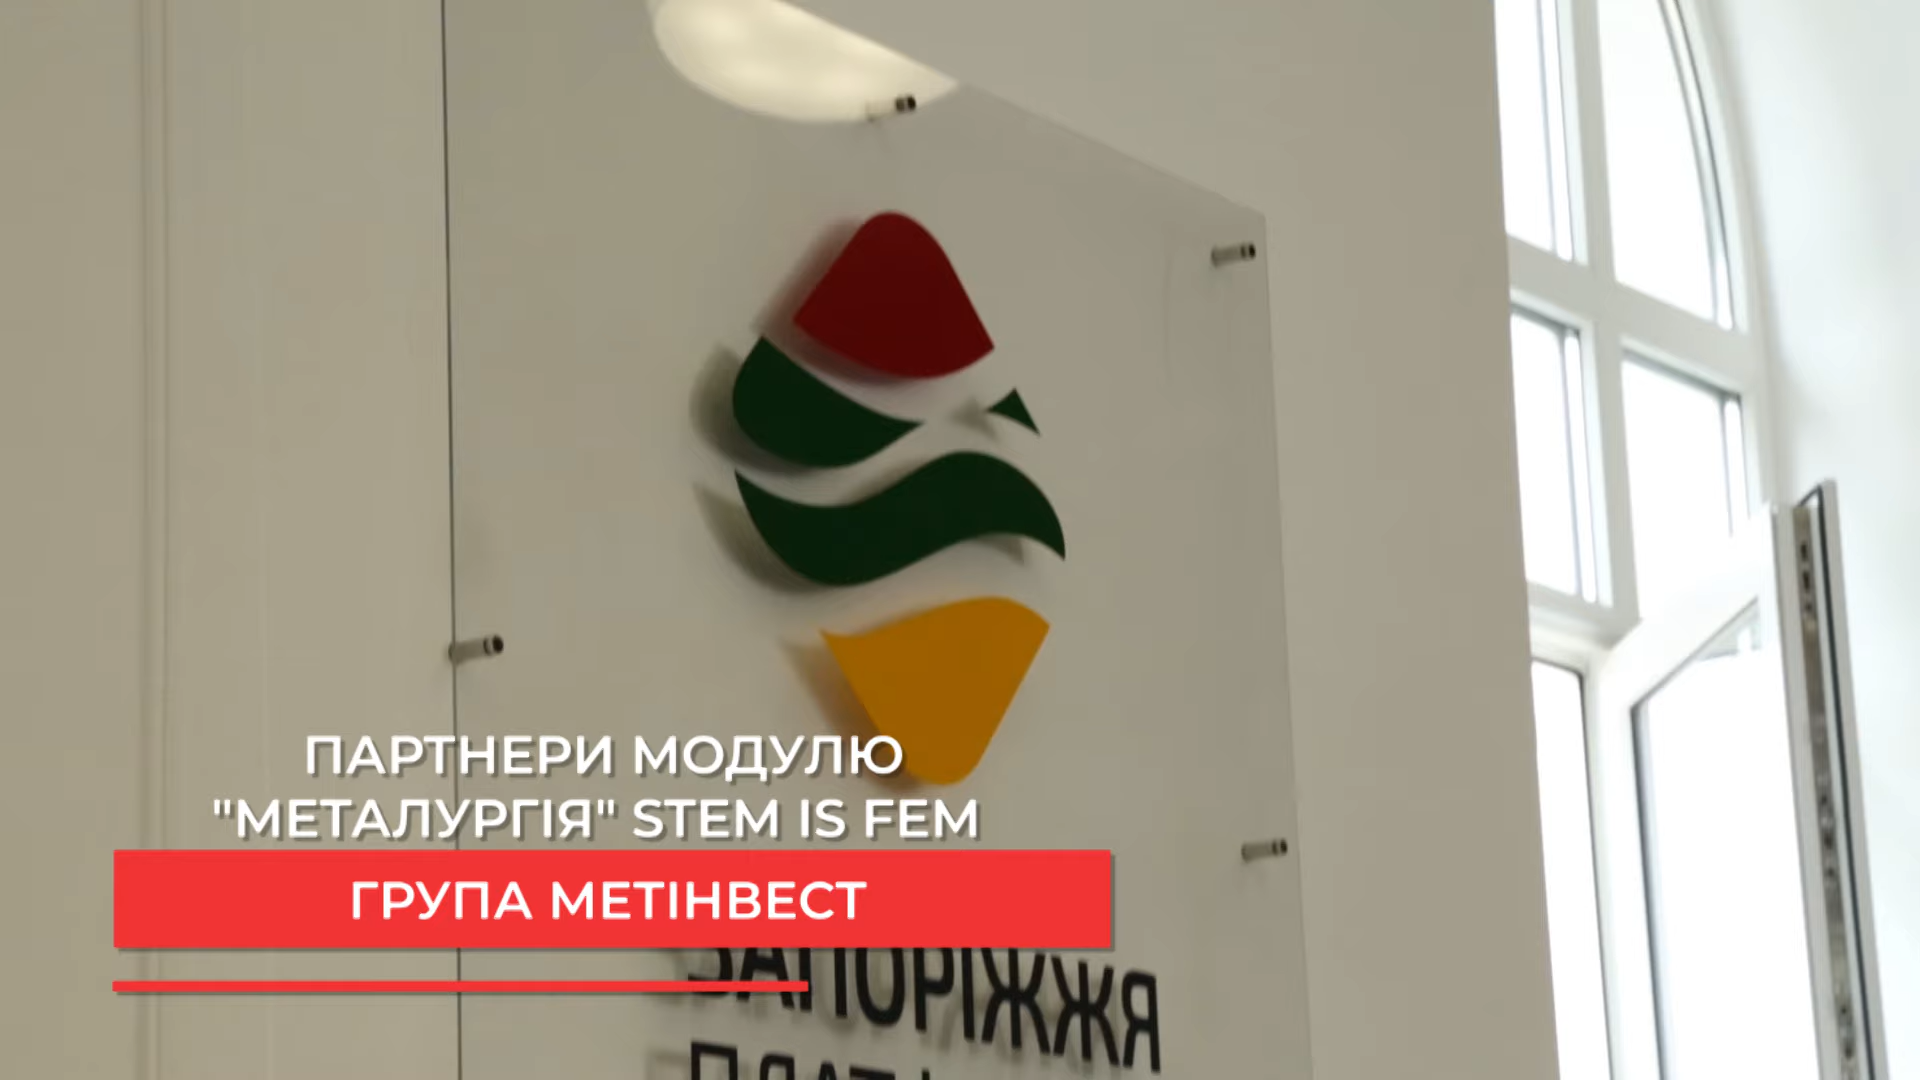 ПАРТНЕРИ МОДУЛЮ
"МЕТАЛУРГІЯ" STEM IS FEM
ГРУПА МЕТІНВЕСТ
ЗАПОРІЖЖЯ